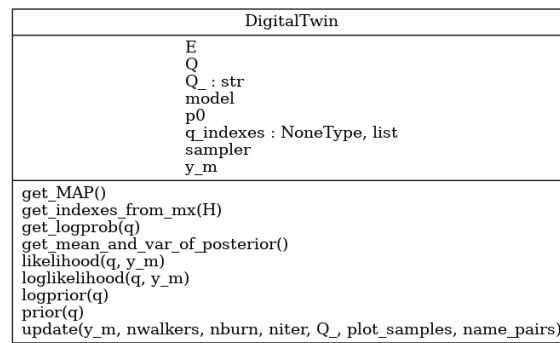 DigitalTwin
E
Q
Q_ : str
model
p0
q_indexes : NoneType, list
sampler
y_m
get_MAP()
get_indexes_from_mx(H)
get_logprob(q)
get_mean_and_var_of_posterior()
likelihood(q, y_m)
loglikelihood(q, y_m)
logprior(q)
prior(q)
update(y_m, nwalkers, nburn, niter, Q_, plot_samples, name_pairs)